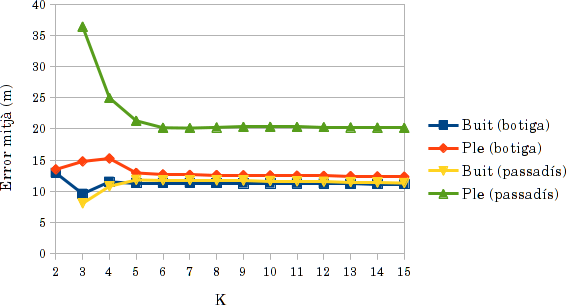 Error mitjà (m)
40
35
30
25
20
15
10
5
0
2 3 4 5 6 7 8 9 10 11 12 13 14 15
K
Buit (botiga)
Ple (botiga)
Buit (passadís)
Ple (passadís)